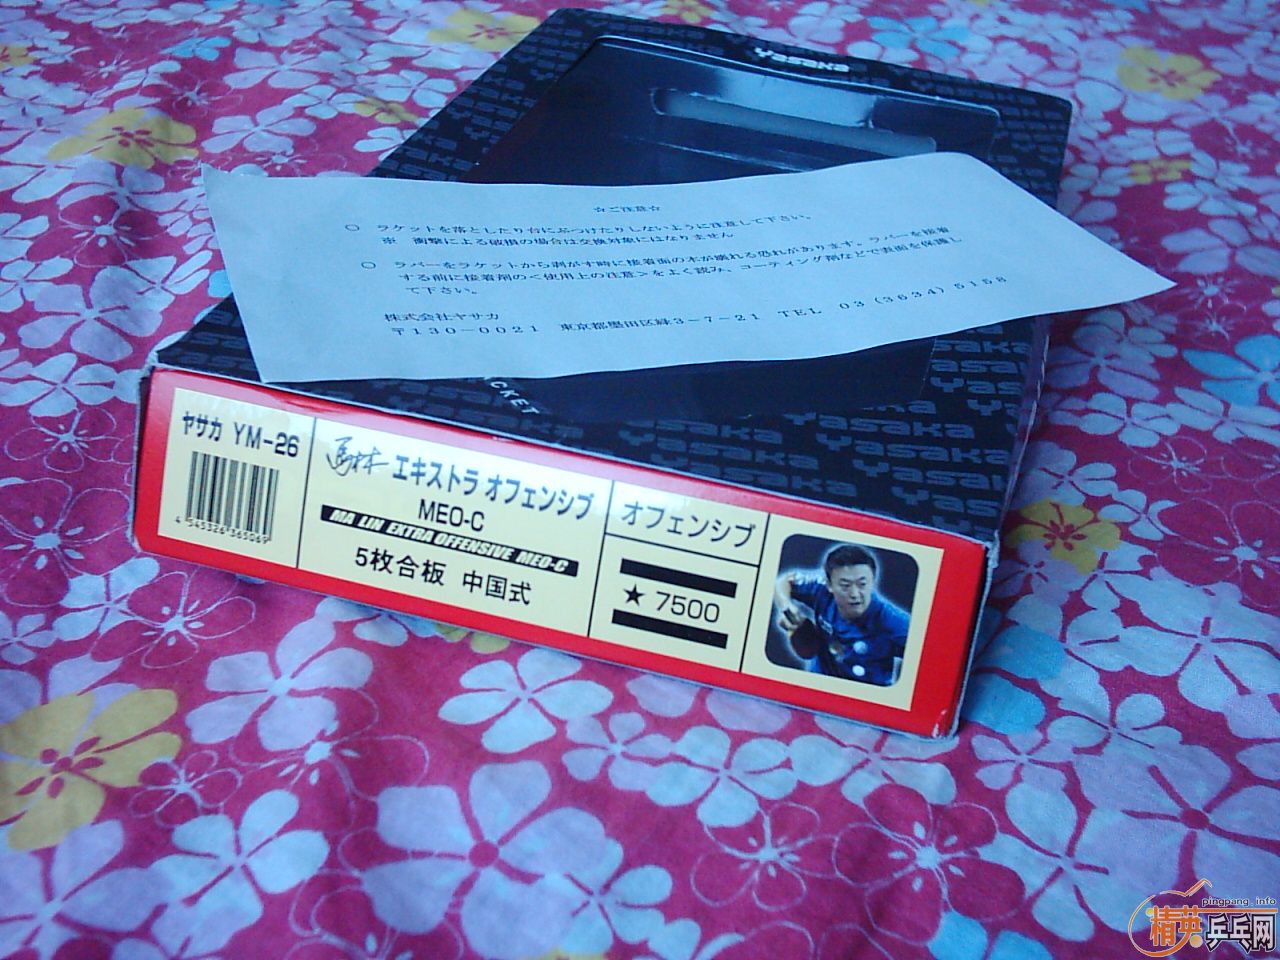 Yasaka
☆ご注意☆
○ ラケットを落としたり台にぶつけたりしないように注意して下さい。
※ 衝撃による破損の場合は交換対象にはなりません
○ ラバーをラケットから剥がす時に接着面の木が崩れる恐れがあります。ラバーを接着
する前に接着剤の<使用上の注意>をよく読み、コーティング剤などで表面を保護し
て下さい。
株式会社ヤサカ
〒130-0021 東京都墨田区緑3-7-21 TEL 03(3634)5158
ヤサカ YM-26
4 545326 365069
馬林 エキストラ オフェンシブ
MEO-C
MA LIN EXTRA OFFENSIVE MEO-C
5枚合板 中国式
オフェンシブ
★ 7500
pingpang.info
精英乒乓网